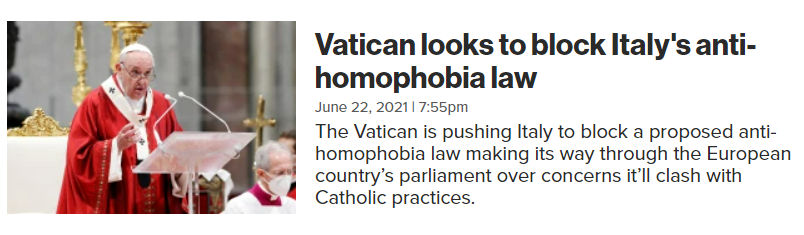 Vatican looks to block Italy's anti-
homophobia law
June 22, 2021 | 7:55pm
The Vatican is pushing Italy to block a proposed anti-
homophobia law making its way through the European
country’s parliament over concerns it’ll clash with
Catholic practices.